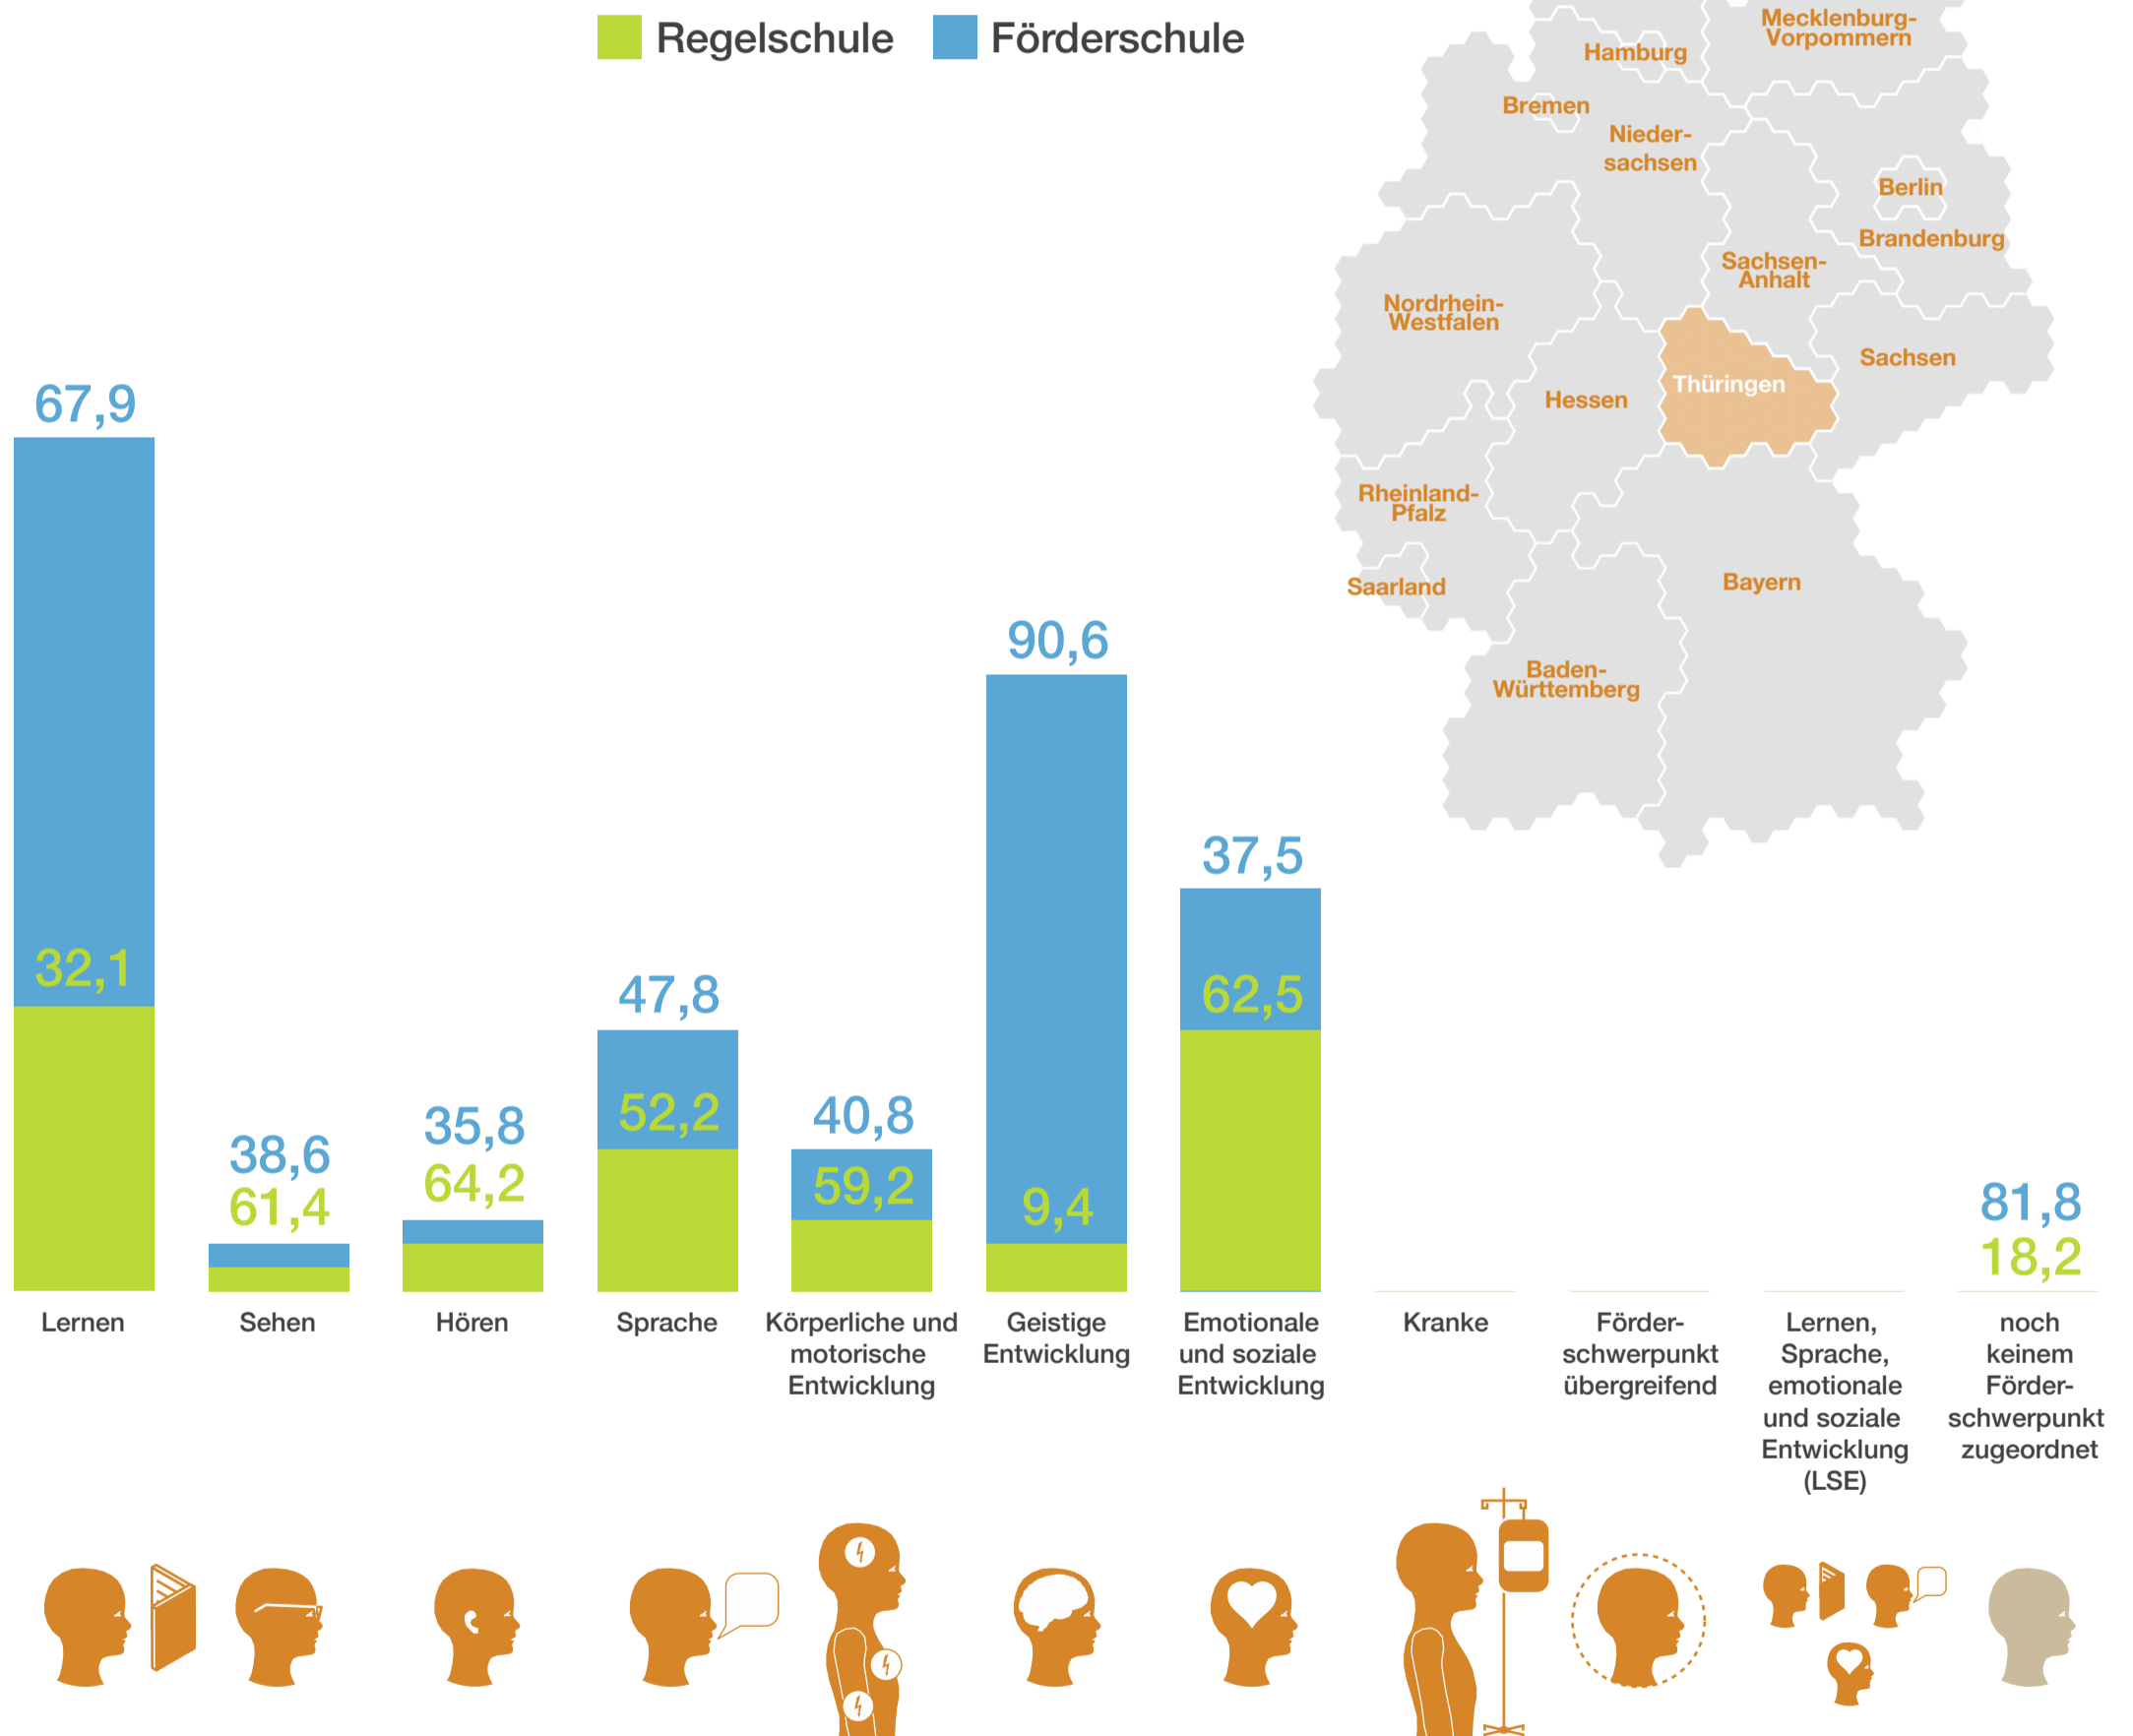 Regelschule
Förderschule
Mecklenburg-
Vorpommern
Hamburg
Bremen
Nieder-
sachsen
Berlin
Brandenburg
Sachsen-
Anhalt
Nordrhein-
Westfalen
Sachsen
Thüringen
Hessen
Rheinland-
Pfalz
Saarland
Bayern
Baden-
Württemberg
67,9
32,1
38,6
61,4
35,8
64,2
47,8
52,2
40,8
59,2
90,6
9,4
37,5
62,5
81,8
18,2
Lernen
Sehen
Hören
Sprache
Körperliche und
motorische
Entwicklung
Geistige
Entwicklung
Emotionale
und soziale
Entwicklung
Kranke
Förder-
schwerpunkt
übergreifend
Lernen,
Sprache,
emotionale
und soziale
Entwicklung
(LSE)
noch
keinem
Förder-
schwerpunkt
zugeordnet